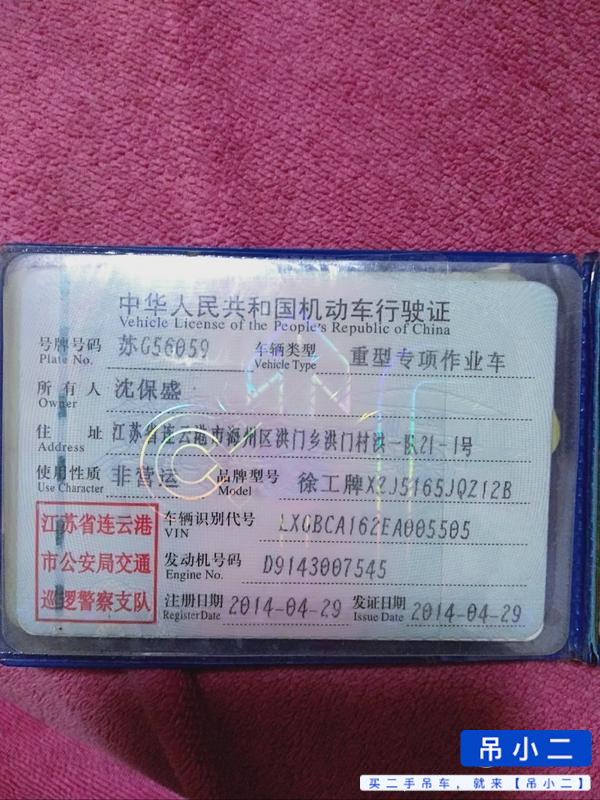 中华人民共和国机动车行驶证
Vehicle License of the People's Republic of China
号牌号码 苏G56059 车辆类型 重型专项作业车
Plate No. Vehicle Type
所有人 沈保盛
Owner
住址 江苏省连云港市海州区洪门乡洪门村洪一队21-1号
Address
使用性质 非营运 品牌型号 徐工牌XZJ5165JQZ12B
Use Character Model
江苏省连云港 车辆识别代号 LXGBCA162EA005505
VIN
市公安局交通 发动机号码 D9143007545
Engine No.
巡逻警察支队 注册日期 2014-04-29 发证日期 2014-04-29
Register Date Issue Date
吊小二
买二手吊车，就来【吊小二】